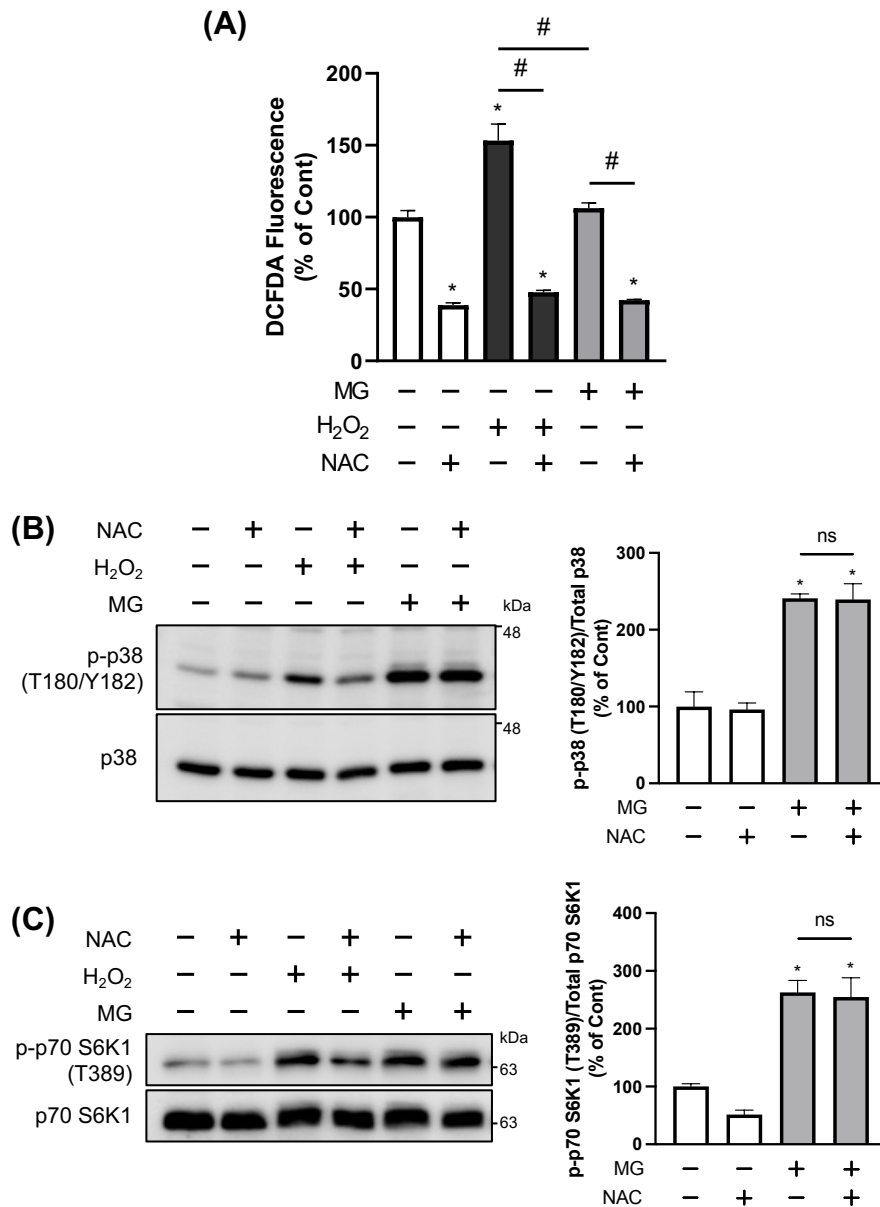 (A)
#
#
#
200
150
100
50
0
DCFDA Fluorescence
(% of Cont)
* * * *
MG − − − − + +
H₂O₂ − − + + − −
NAC − + − + − +
(B)
NAC − + − + − +
H₂O₂ − − + + − −
MG − − − − + +
kDa
48
p-p38
(T180/Y182)
48
p38
p-p38 (T180/Y182)/Total p38
(% of Cont)
300
200
100
0
ns
* *
MG − − + +
NAC − + − +
(C)
NAC − + − + − +
H₂O₂ − − + + − −
MG − − − − + +
kDa
p-p70 S6K1
(T389)
63
p70 S6K1
63
p-p70 S6K1 (T389)/Total p70 S6K1
(% of Cont)
400
300
200
100
0
ns
* *
MG − − + +
NAC − + − +